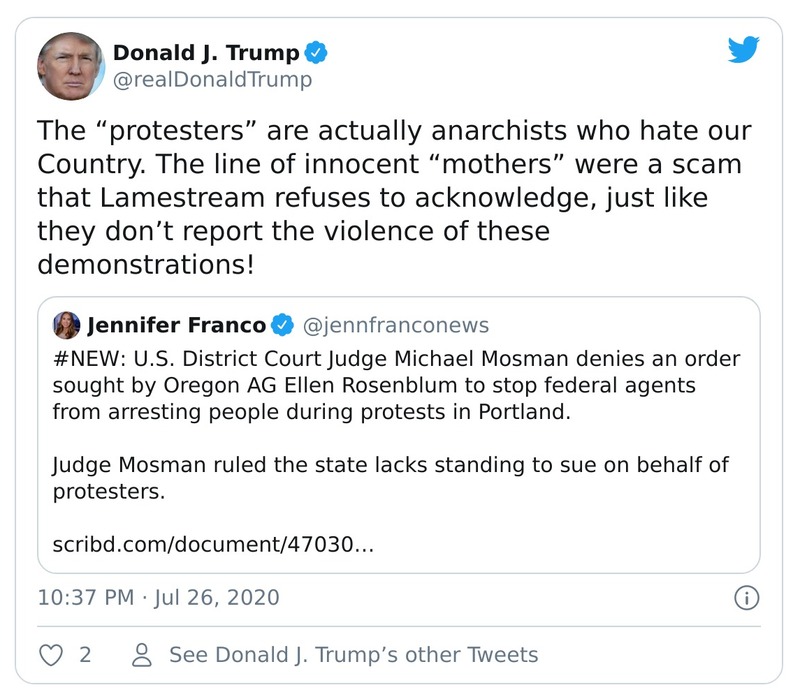 Donald J. Trump
@realDonaldTrump
The “protesters” are actually anarchists who hate our
Country. The line of innocent “mothers” were a scam
that Lamestream refuses to acknowledge, just like
they don’t report the violence of these
demonstrations!
Jennifer Franco @jennfranconews
#NEW: U.S. District Court Judge Michael Mosman denies an order
sought by Oregon AG Ellen Rosenblum to stop federal agents
from arresting people during protests in Portland.
Judge Mosman ruled the state lacks standing to sue on behalf of
protesters.
scribd.com/document/47030…
10:37 PM · Jul 26, 2020
2 See Donald J. Trump’s other Tweets